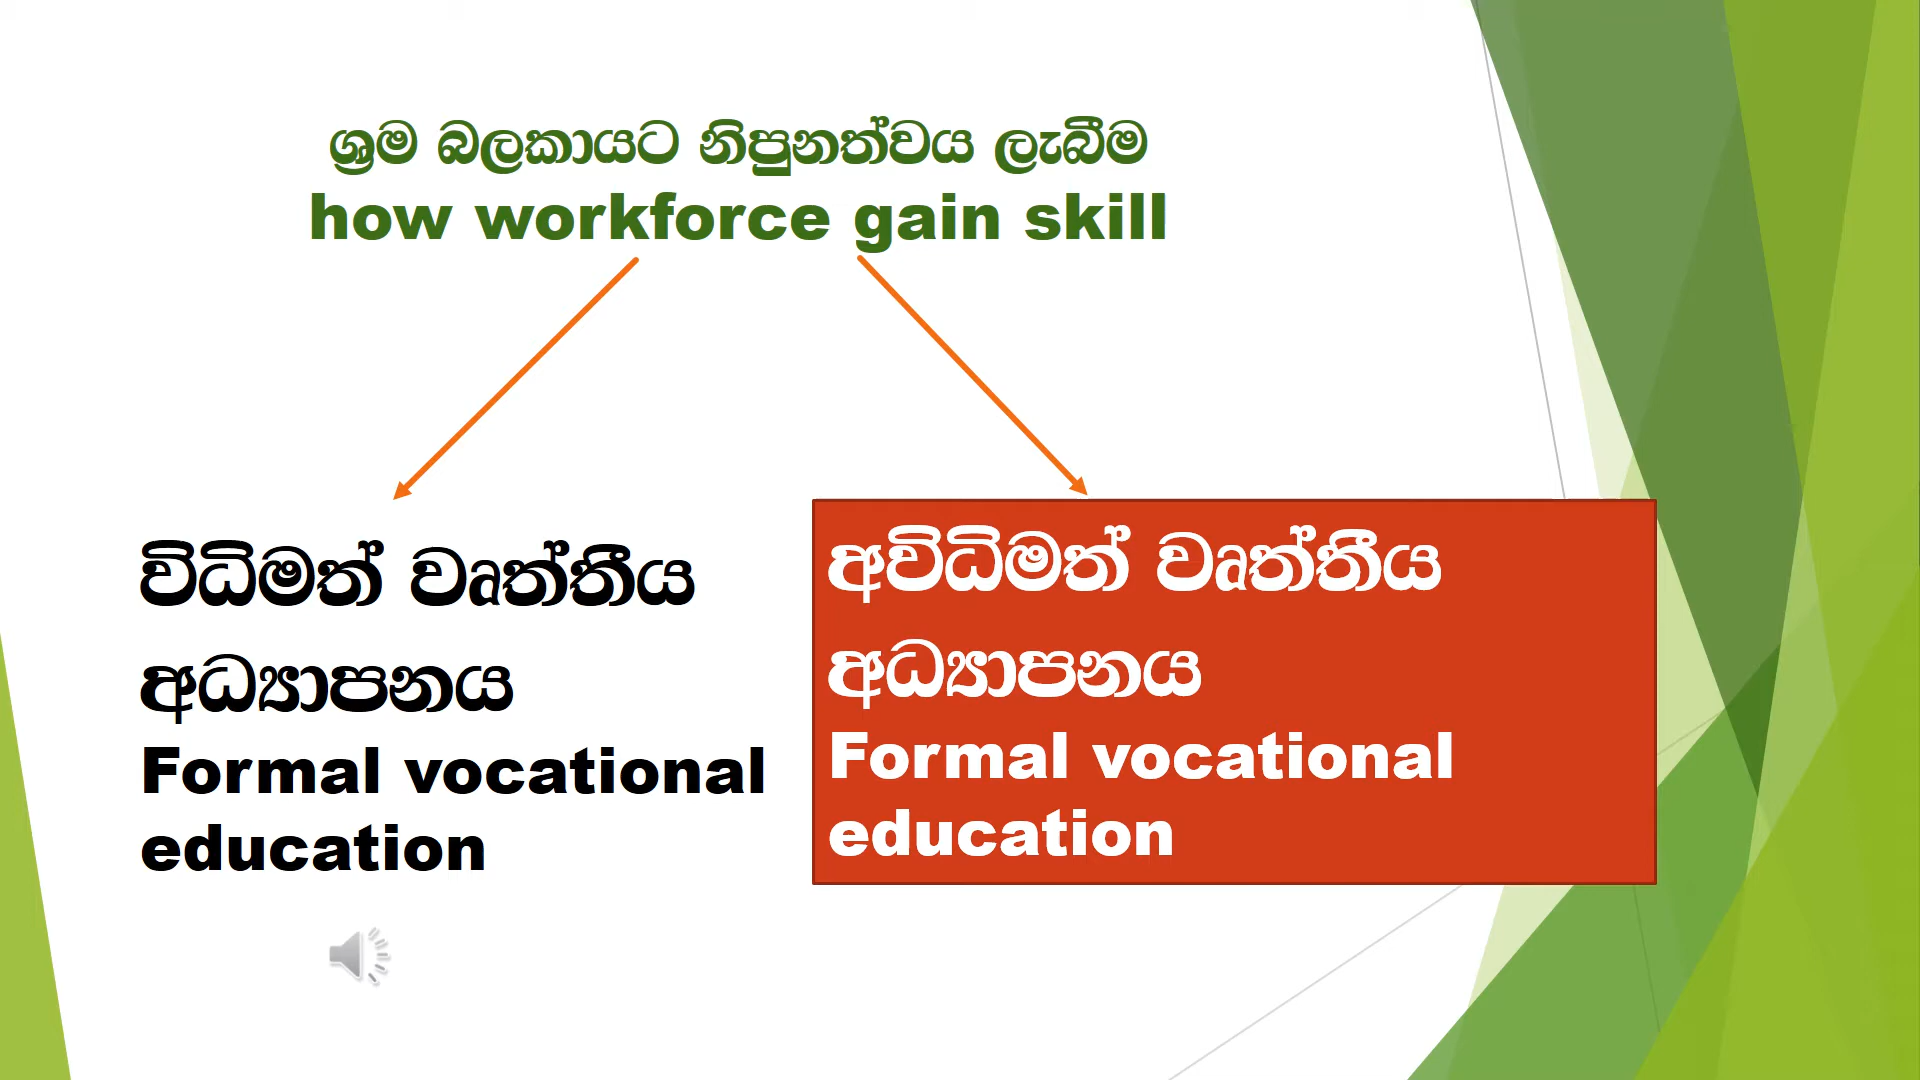 ශ්‍රම බලකායට නිපුනත්වය ලැබීම
how workforce gain skill
විධිමත් වෘත්තීය
අධ්‍යාපනය
Formal vocational
education
අවිධිමත් වෘත්තීය
අධ්‍යාපනය
Formal vocational
education